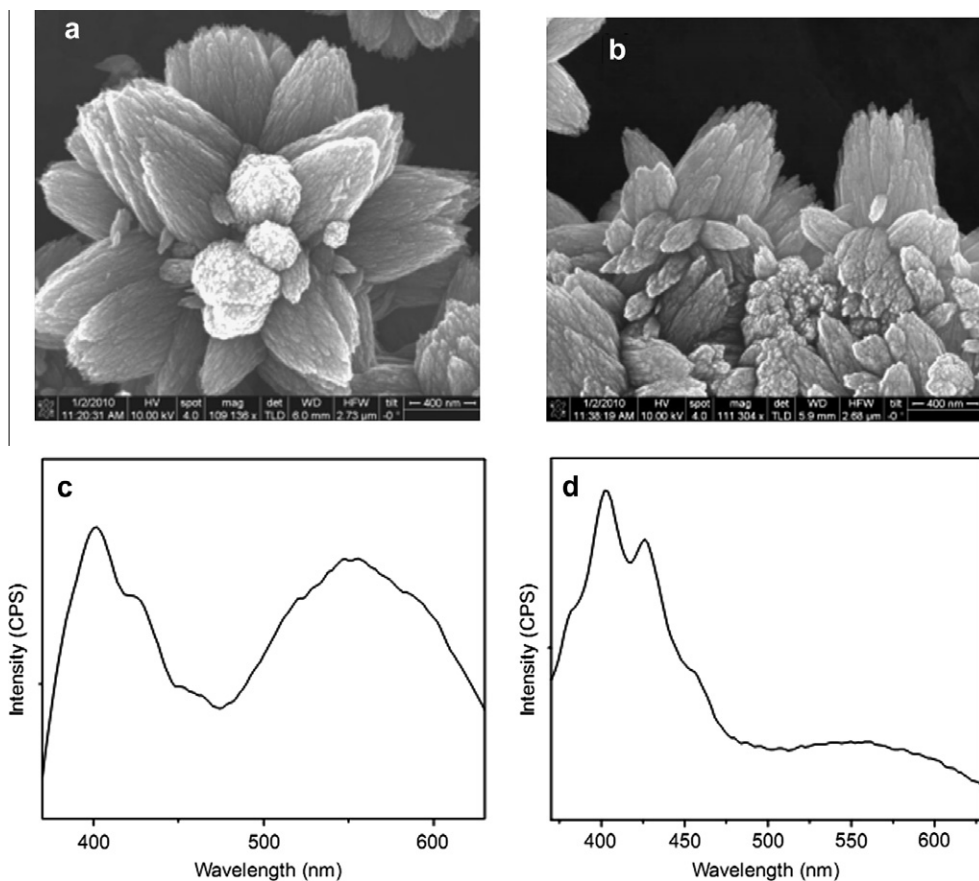 a
1/2/2010 HV spot mag det WD HFW tilt
11:20:31 AM 10.00 kV 4.0 109 136 x TLD 6.0 mm 2.73 µm -0° 400 nm
b
1/2/2010 HV spot mag det WD HFW tilt
11:38:19 AM 10.00 kV 4.0 111 304 x TLD 5.9 mm 2.68 µm -0° 400 nm
c
Intensity (CPS)
400 500 600
Wavelength (nm)
d
Intensity (CPS)
400 450 500 550 600
Wavelength (nm)